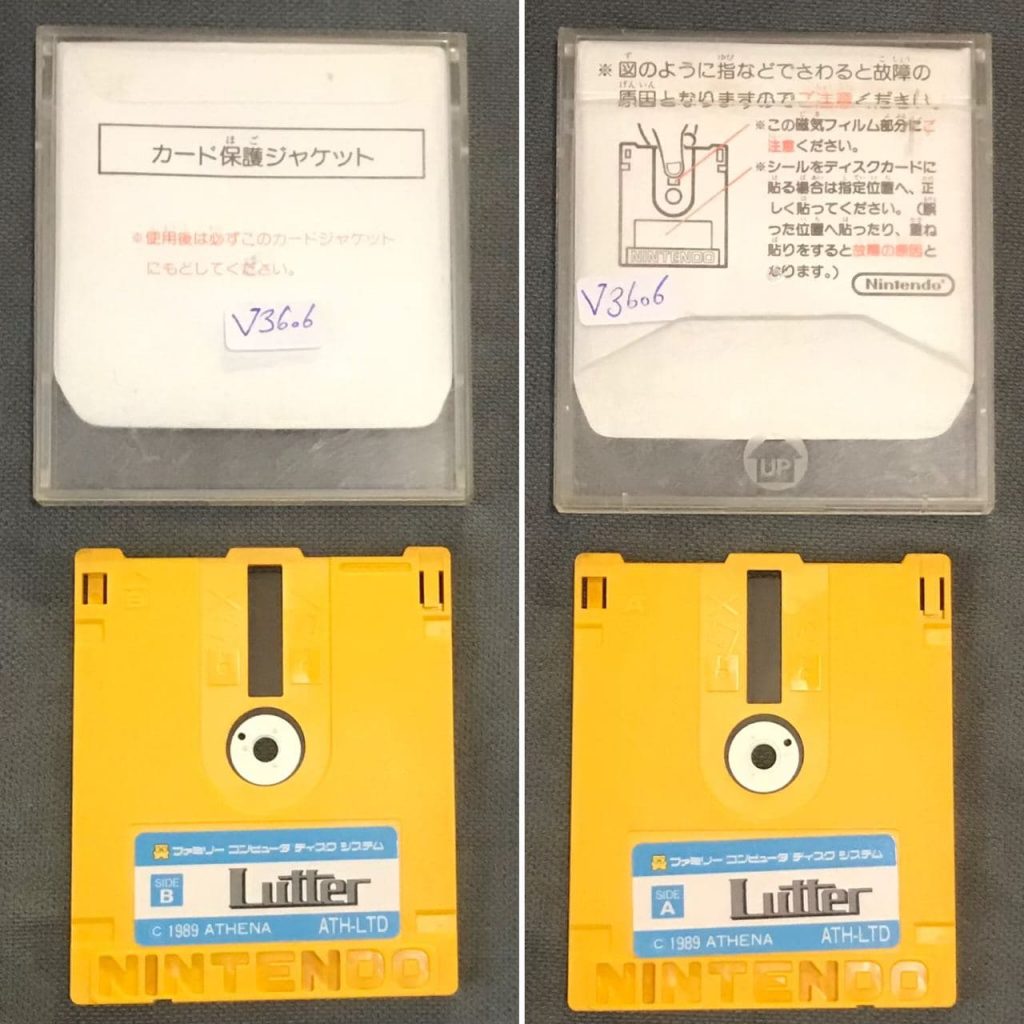 ほご
カード保護ジャケット
※使用後は必ずこのカードジャケット
にもどしてください。
V3606
※図のように指などでさわると故障の
原因となりますのでご注意ください。
※この磁気フィルム部分にご
注意ください。
※シールをディスクカードに
貼る場合は指定位置へ、正
しく貼ってください。(誤
った位置へ貼ったり、重ね
貼りをすると故障の原因と
なります。)
NINTENDO
Nintendo®
V3606
UP
B
ファミリー コンピュータ ディスク システム
SIDE
B
Lutter
C 1989 ATHENA ATH-LTD
NINTENDO
A
ファミリー コンピュータ ディスク システム
SIDE
A
Lutter
C 1989 ATHENA ATH-LTD
NINTENDO